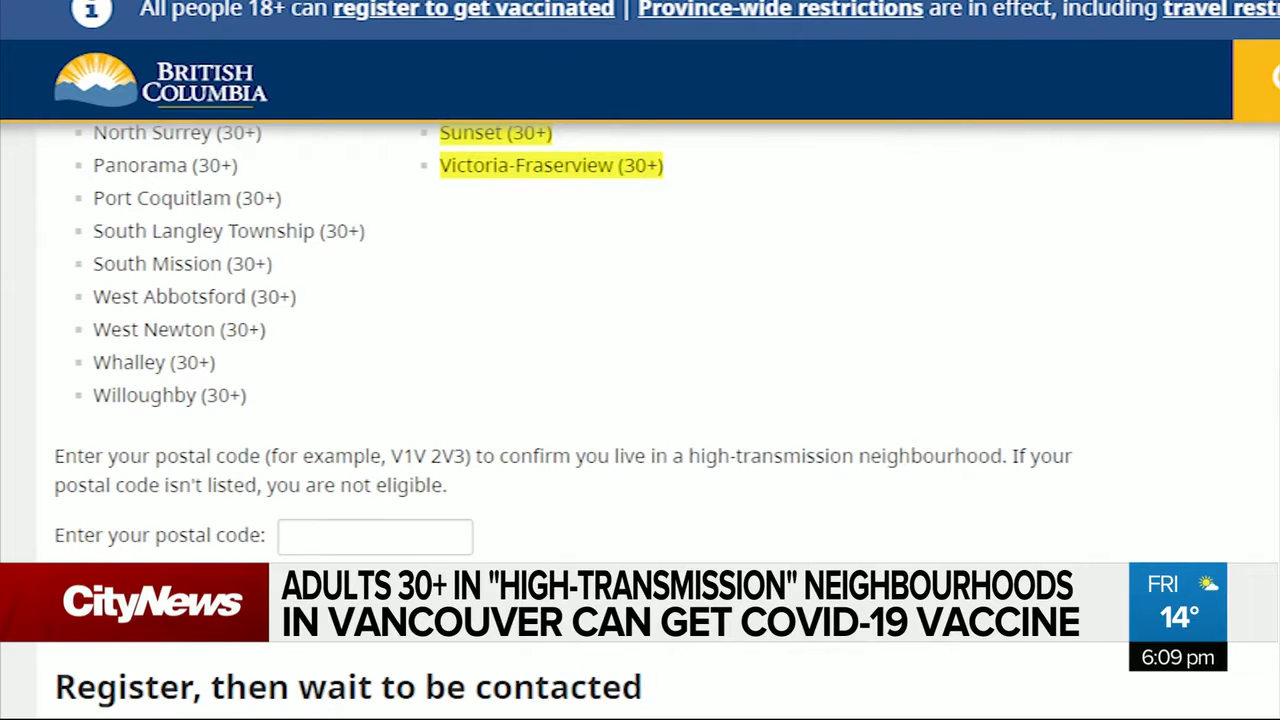 All people 18+ can register to get vaccinated | Province-wide restrictions are in effect, including travel restr
BRITISH
COLUMBIA
North Surrey (30+)
Panorama (30+)
Port Coquitlam (30+)
South Langley Township (30+)
South Mission (30+)
West Abbotsford (30+)
West Newton (30+)
Whalley (30+)
Willoughby (30+)
Sunset (30+)
Victoria-Fraserview (30+)
Enter your postal code (for example, V1V 2V3) to confirm you live in a high-transmission neighbourhood. If your
postal code isn't listed, you are not eligible.
Enter your postal code:
CityNews
ADULTS 30+ IN "HIGH-TRANSMISSION" NEIGHBOURHOODS
IN VANCOUVER CAN GET COVID-19 VACCINE
FRI
14°
6:09 pm
Register, then wait to be contacted